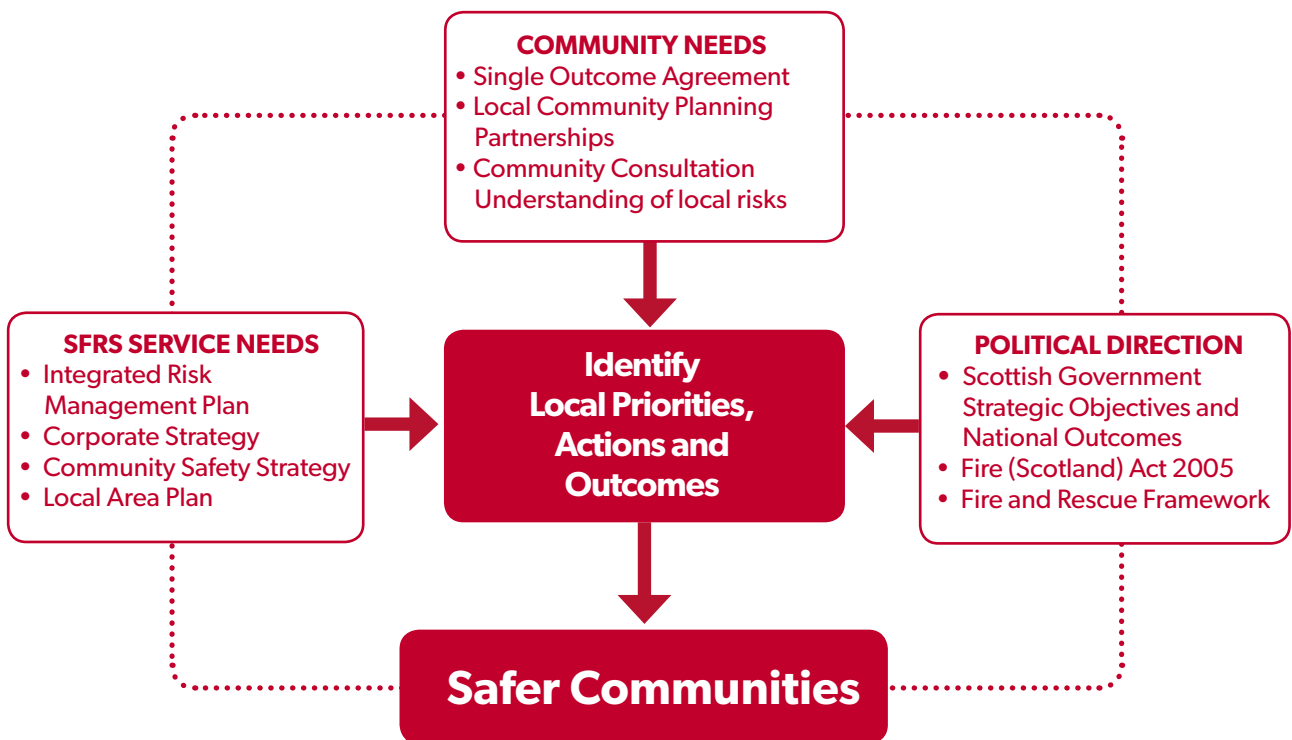 COMMUNITY NEEDS
• Single Outcome Agreement
• Local Community Planning
Partnerships
• Community Consultation
Understanding of local risks
SFRS SERVICE NEEDS
• Integrated Risk
Management Plan
• Corporate Strategy
• Community Safety Strategy
• Local Area Plan
Identify
Local Priorities,
Actions and
Outcomes
POLITICAL DIRECTION
• Scottish Government
Strategic Objectives and
National Outcomes
• Fire (Scotland) Act 2005
• Fire and Rescue Framework
Safer Communities